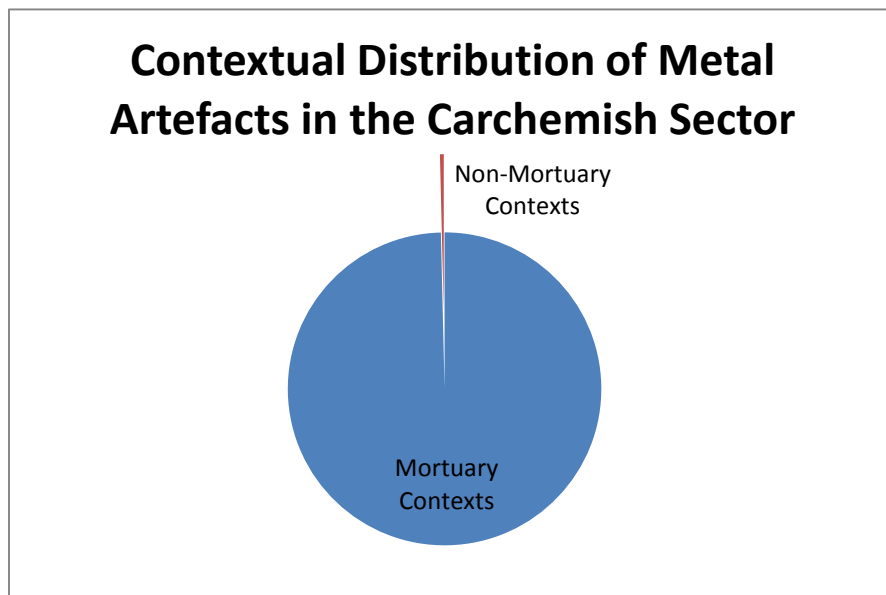 Contextual Distribution of Metal
Artefacts in the Carchemish Sector
Non-Mortuary
Contexts
Mortuary
Contexts